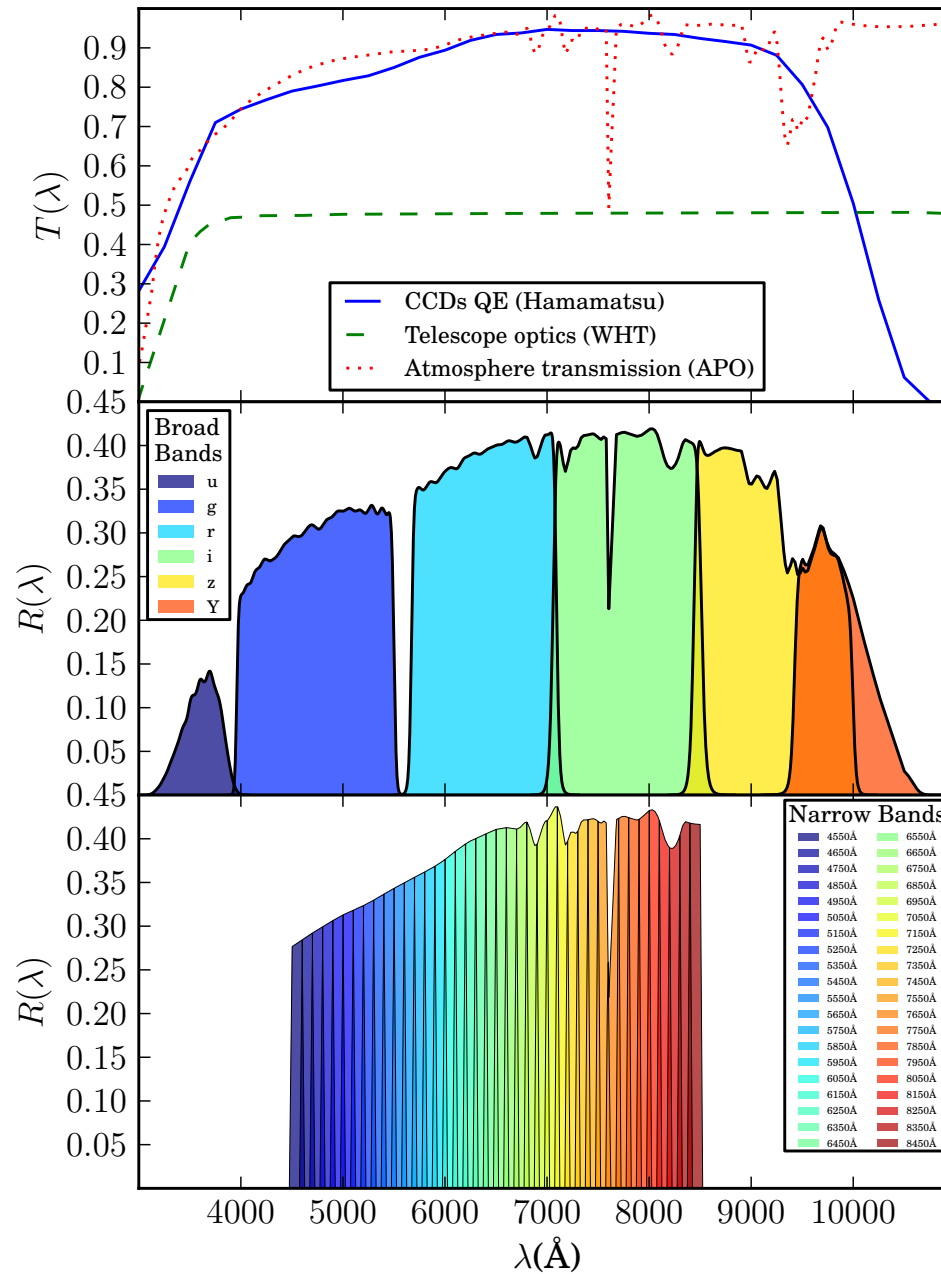 0.9
0.8
0.7
0.6
0.5
0.4
0.3
0.2
0.1
T(λ)
CCDs QE (Hamamatsu)
Telescope optics (WHT)
Atmosphere transmission (APO)
0.45
0.40
0.35
0.30
0.25
0.20
0.15
0.10
0.05
R(λ)
Broad
Bands
u
g
r
i
z
Y
0.45
0.40
0.35
0.30
0.25
0.20
0.15
0.10
0.05
R(λ)
Narrow Bands
4550Å
4650Å
4750Å
4850Å
4950Å
5050Å
5150Å
5250Å
5350Å
5450Å
5550Å
5650Å
5750Å
5850Å
5950Å
6050Å
6150Å
6250Å
6350Å
6450Å
6550Å
6650Å
6750Å
6850Å
6950Å
7050Å
7150Å
7250Å
7350Å
7450Å
7550Å
7650Å
7750Å
7850Å
7950Å
8050Å
8150Å
8250Å
8350Å
8450Å
4000 5000 6000 7000 8000 9000 10000
λ(Å)